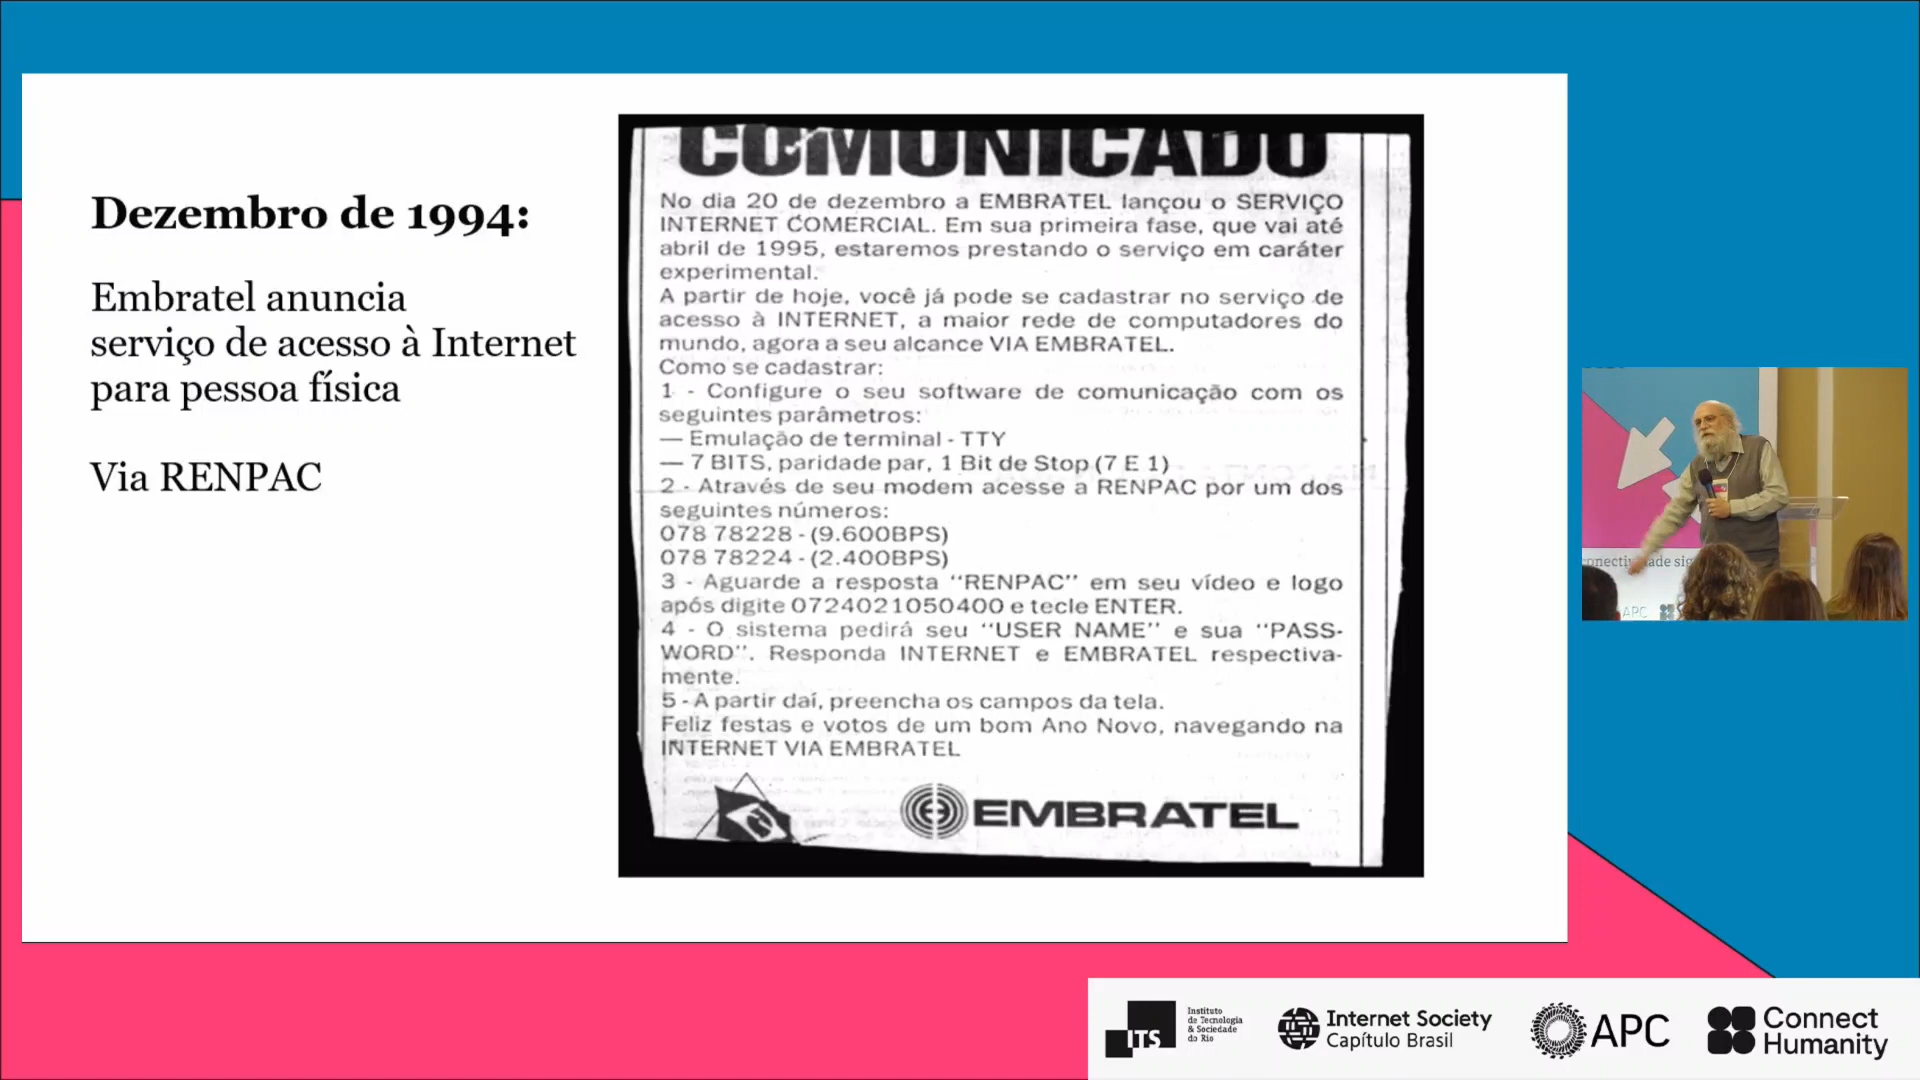 Dezembro de 1994:
Embratel anuncia
serviço de acesso à Internet
para pessoa física
Via RENPAC
COMUNICADO
No dia 20 de dezembro a EMBRATEL lançou o SERVIÇO
INTERNET COMERCIAL. Em sua primeira fase, que vai até
abril de 1995, estaremos prestando o serviço em caráter
experimental.
A partir de hoje, você já pode se cadastrar no serviço de
acesso à INTERNET, a maior rede de computadores do
mundo, agora a seu alcance VIA EMBRATEL.
Como se cadastrar:
1 - Configure o seu software de comunicação com os
seguintes parâmetros:
— Emulação de terminal - TTY
— 7 BITS, paridade par, 1 Bit de Stop (7 E 1)
2 - Através de seu modem acesse a RENPAC por um dos
seguintes números:
078 78228 - (9.600BPS)
078 78224 - (2.400BPS)
3 - Aguarde a resposta "RENPAC" em seu vídeo e logo
após digite 0724021050400 e tecle ENTER.
4 - O sistema pedirá seu "USER NAME" e sua "PASS-
WORD". Responda INTERNET e EMBRATEL respectiva-
mente.
5 - A partir daí, preencha os campos da tela.
Feliz festas e votos de um bom Ano Novo, navegando na
INTERNET VIA EMBRATEL
EMBRATEL
APC
ITS
Instituto
de Tecnologia
& Sociedade
do Rio
Internet Society
Capítulo Brasil
APC
Connect
Humanity